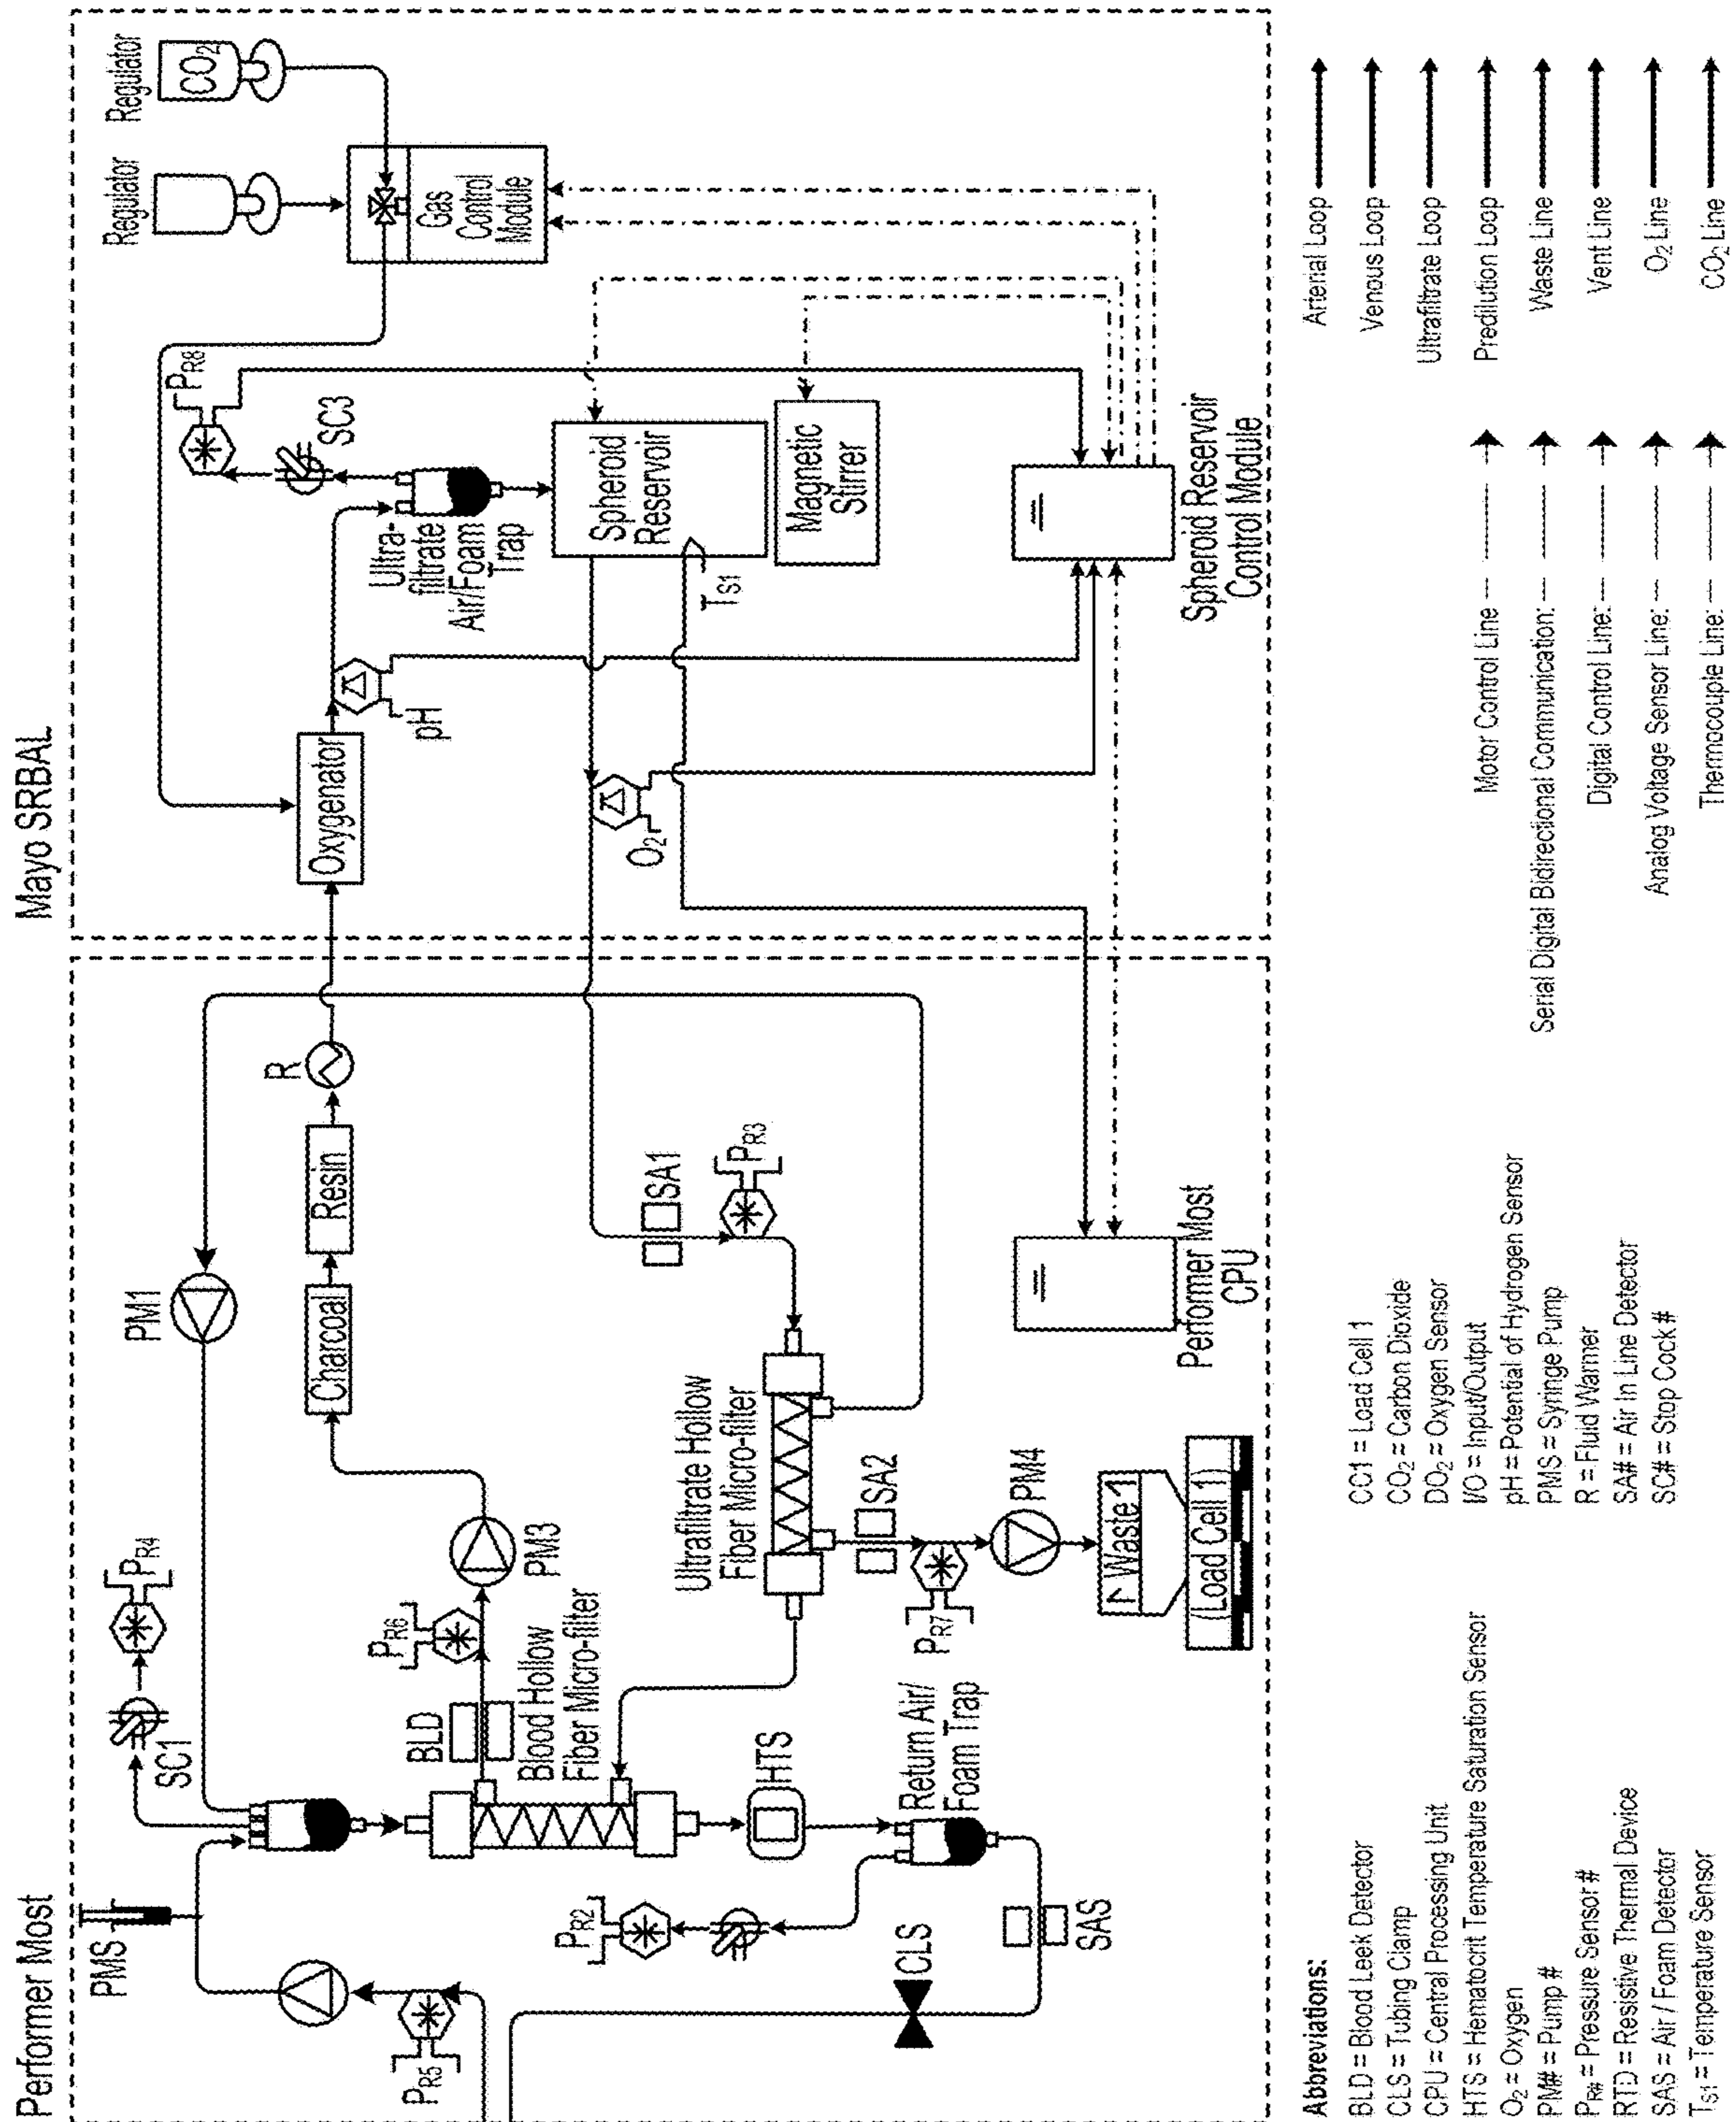 Performer Most
Mayo SRBAL
PMS
SC1
PR4
PM1
Regulator
Regulator
CO2
PR8
SC3
Gas
Control
Module
R
Charcoal
Resin
Oxygenator
pH
Ultra-
filtrate
Air/Foam
Trap
PR5
BLD
PR6
PM3
Blood Hollow
Fiber Micro-filter
SA1
PR3
O2
Spheroid
Reservoir
TS1
Magnetic
Stirrer
PR2
HTS
Return Air/
Foam Trap
Ultrafiltrate Hollow
Fiber Micro-filter
SA2
PR7
PM4
CLS
SAS
Waste 1
(Load Cell 1)
Performer Most
CPU
Spheroid Reservoir
Control Module
Abbreviations:
BLD = Blood Leek Detector
CLS = Tubing Clamp
CPU = Central Processing Unit
HTS = Hematocrit Temperature Saturation Sensor
O2 = Oxygen
PM# = Pump #
PR# = Pressure Sensor #
RTD = Resistive Thermal Device
SAS = Air / Foam Detector
TS1 = Temperature Sensor
CC1 = Load Cell 1
CO2 = Carbon Dioxide
DO2 = Oxygen Sensor
I/O = Input/Output
pH = Potential of Hydrogen Sensor
PMS = Syringe Pump
R = Fluid Warmer
SA# = Air In Line Detector
SC# = Stop Cock #
Motor Control Line
Serial Digital Bidirectional Communication:
Digital Control Line:
Analog Voltage Sensor Line:
Thermocouple Line:
Arterial Loop
Venous Loop
Ultrafiltrate Loop
Predilution Loop
Waste Line
Vent Line
O2 Line
CO2 Line